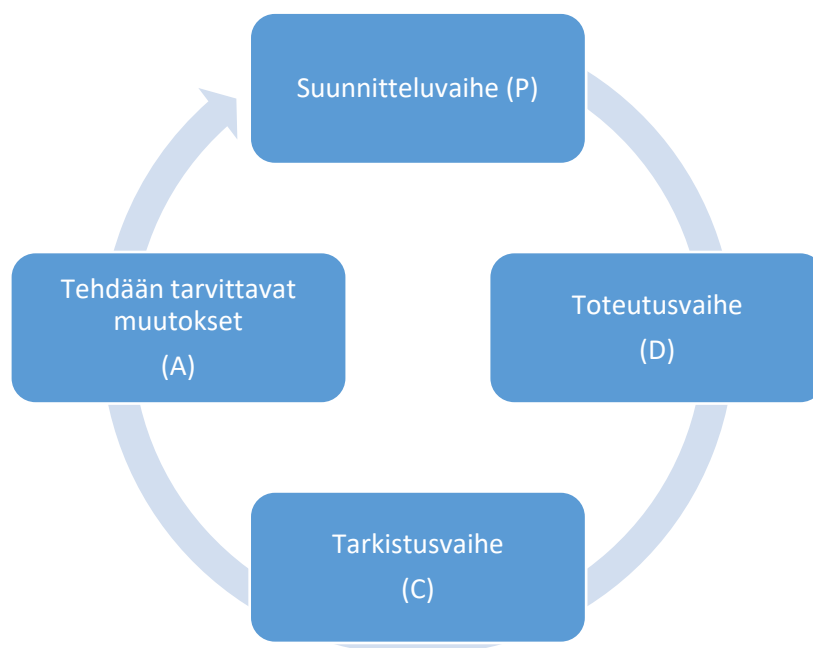 Suunnitteluvaihe (P)
Toteutusvaihe
(D)
Tarkistusvaihe
(C)
Tehdään tarvittavat
muutokset
(A)